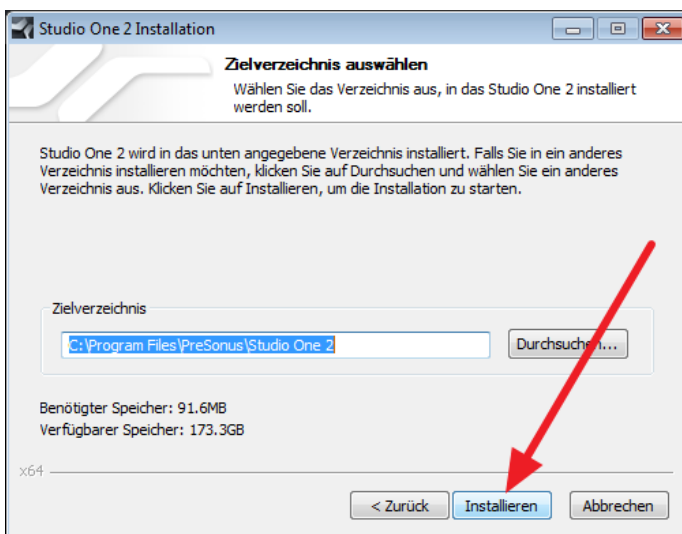 Studio One 2 Installation
Zielverzeichnis auswählen
Wählen Sie das Verzeichnis aus, in das Studio One 2 installiert
werden soll.
Studio One 2 wird in das unten angegebene Verzeichnis installiert. Falls Sie in ein anderes
Verzeichnis installieren möchten, klicken Sie auf Durchsuchen und wählen Sie ein anderes
Verzeichnis aus. Klicken Sie auf Installieren, um die Installation zu starten.
Zielverzeichnis
C:\Program Files\PreSonus\Studio One 2
Durchsuchen...
Benötigter Speicher: 91.6MB
Verfügbarer Speicher: 173.3GB
x64
< Zurück Installieren Abbrechen